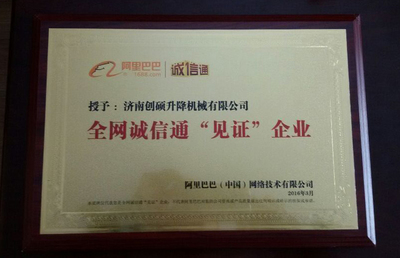 阿里巴巴 诚信通
1688.com
授予：济南创硕升降机械有限公司
全网诚信通“见证”企业
阿里巴巴（中国）网络技术有限公司
2016年3月